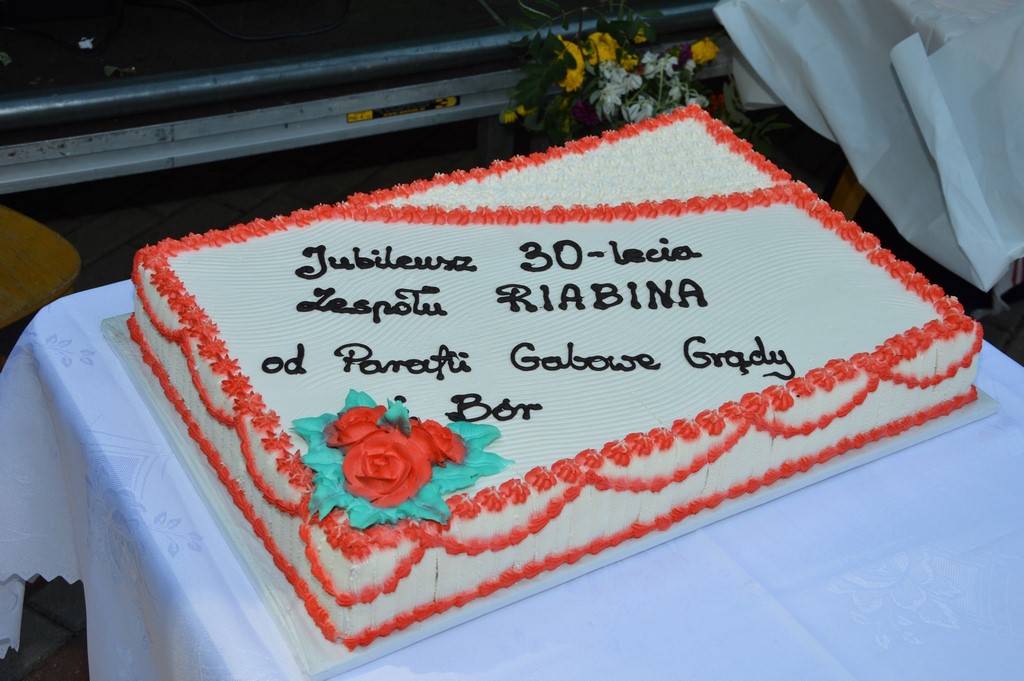 Jubileusz 30-lecia
Zespołu RIABINA
od Parafii Gabowe Grądy
i Bór